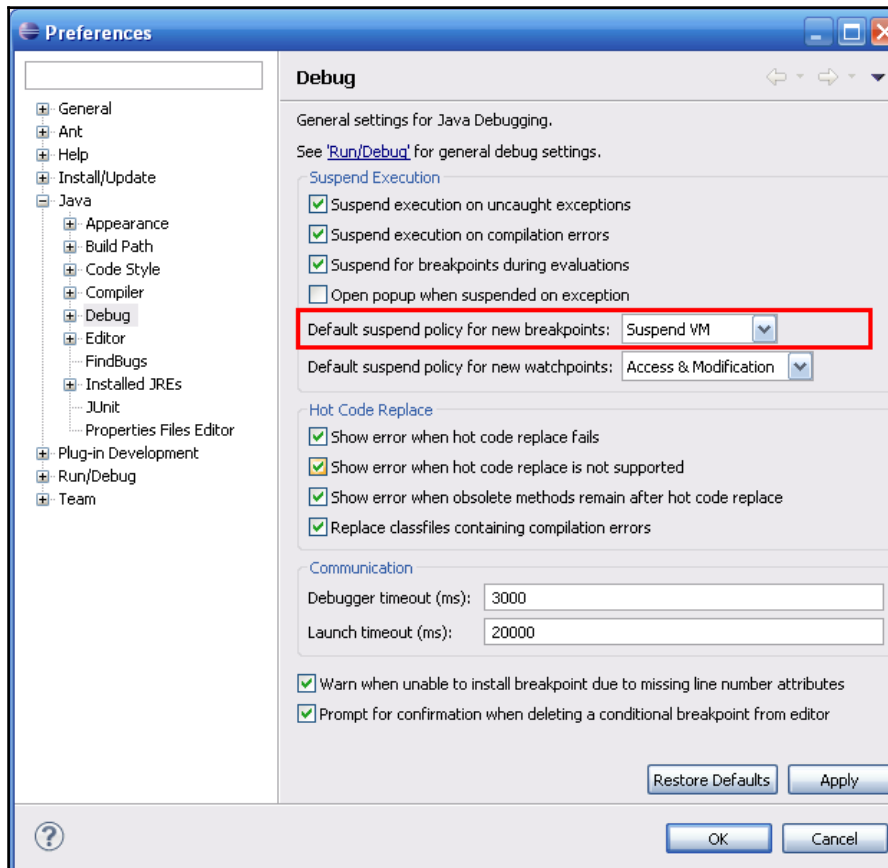 Preferences
General
Ant
Help
Install/Update
Java
Appearance
Build Path
Code Style
Compiler
Debug
Editor
FindBugs
Installed JREs
JUnit
Properties Files Editor
Plug-in Development
Run/Debug
Team
Debug
General settings for Java Debugging.
See 'Run/Debug' for general debug settings.
Suspend Execution
Suspend execution on uncaught exceptions
Suspend execution on compilation errors
Suspend for breakpoints during evaluations
Open popup when suspended on exception
Default suspend policy for new breakpoints: Suspend VM
Default suspend policy for new watchpoints: Access & Modification
Hot Code Replace
Show error when hot code replace fails
Show error when hot code replace is not supported
Show error when obsolete methods remain after hot code replace
Replace classfiles containing compilation errors
Communication
Debugger timeout (ms): 3000
Launch timeout (ms): 20000
Warn when unable to install breakpoint due to missing line number attributes
Prompt for confirmation when deleting a conditional breakpoint from editor
Restore Defaults Apply
? OK Cancel